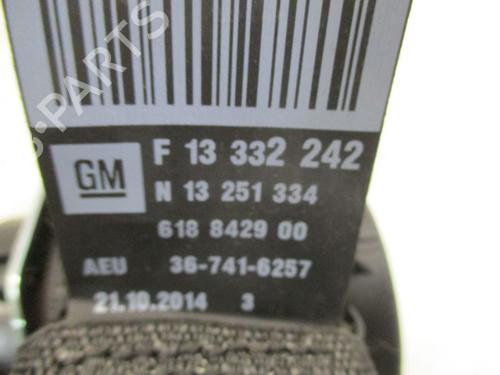 F 13 332 242
GM
N 13 251 334
618 8429 00
AEU 36-741-6257
21.10.2014 3
PARTS